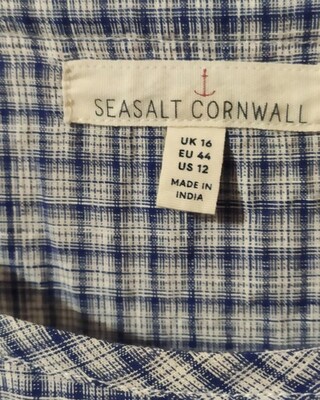 SEASALT CORNWALL
UK 16
EU 44
US 12
MADE IN
INDIA